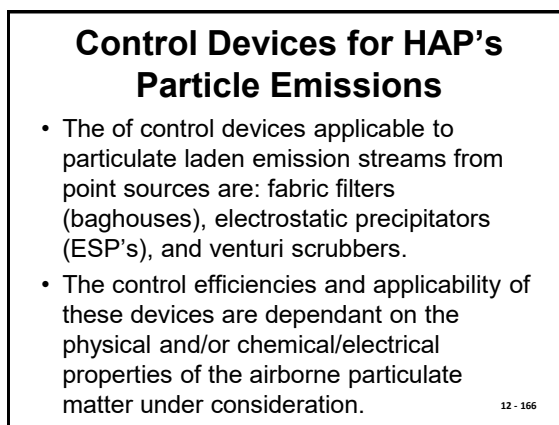 Control Devices for HAP's
Particle Emissions
• The of control devices applicable to
particulate laden emission streams from
point sources are: fabric filters
(baghouses), electrostatic precipitators
(ESP's), and venturi scrubbers.
• The control efficiencies and applicability of
these devices are dependant on the
physical and/or chemical/electrical
properties of the airborne particulate
matter under consideration.
12 - 166